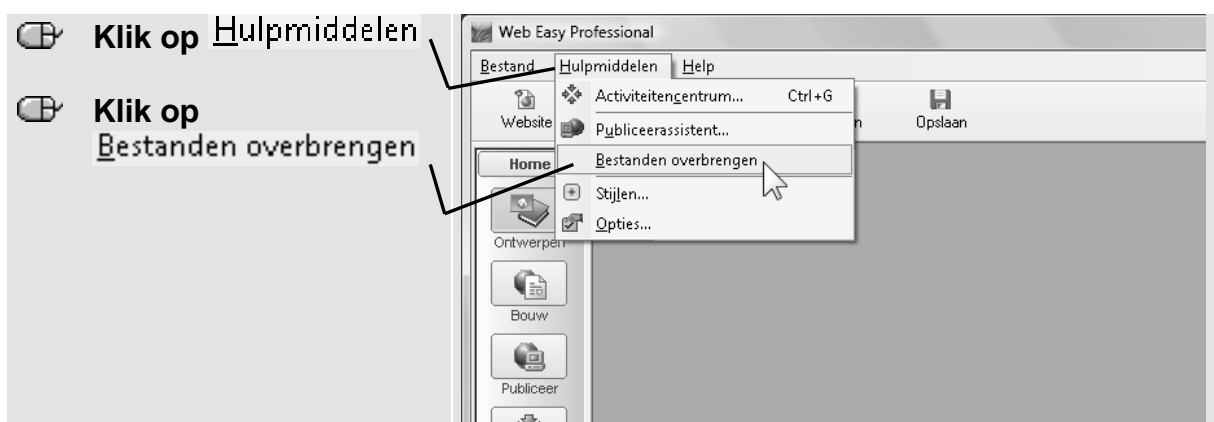 Klik op Hulpmiddelen
Klik op
Bestanden overbrengen
Web Easy Professional
Bestand Hulpmiddelen Help
Website Opslaan
Activiteitencentrum... Ctrl+G
Publiceerassistent...
Bestanden overbrengen
Stijlen...
Opties...
Home
Ontwerpen
Bouw
Publiceer